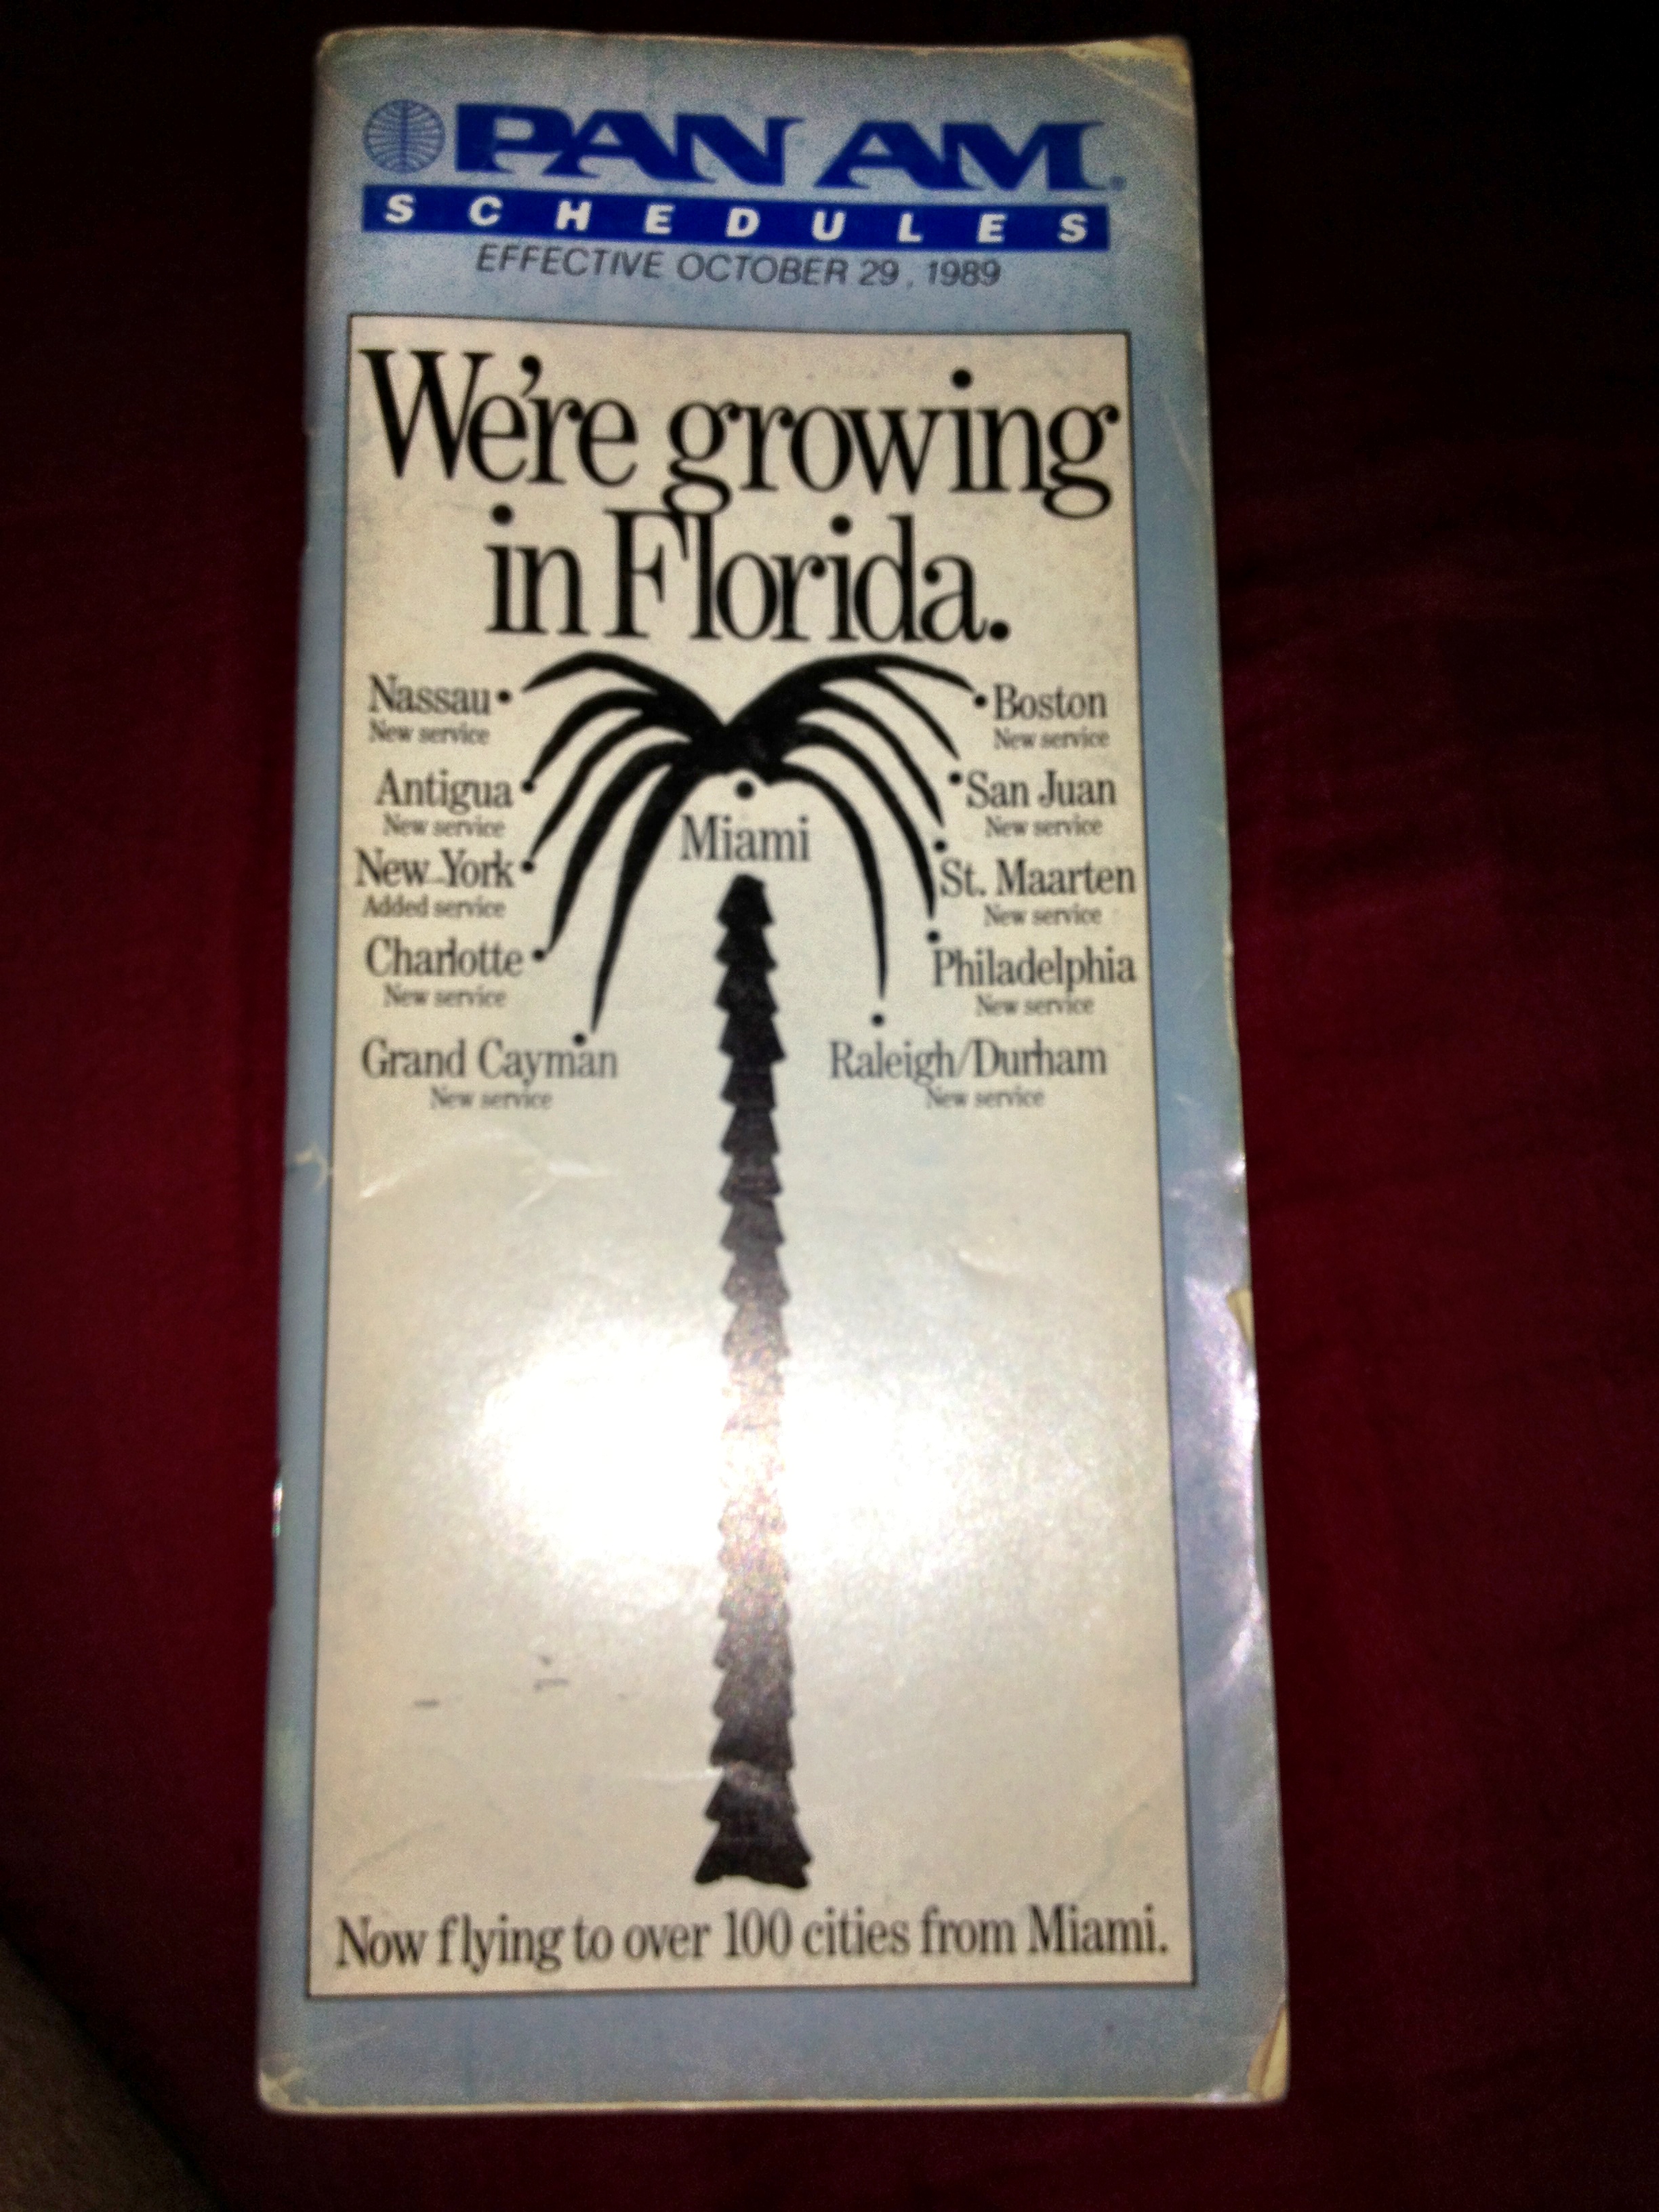 PAN AM®
SCHEDULES
EFFECTIVE OCTOBER 29, 1989
We're growing
in Florida.
Nassau
New service
Antigua
New service
New York
Added service
Charlotte
New service
Grand Cayman
New service
Miami
Boston
New service
San Juan
New service
St. Maarten
New service
Philadelphia
New service
Raleigh/Durham
New service
Now flying to over 100 cities from Miami.